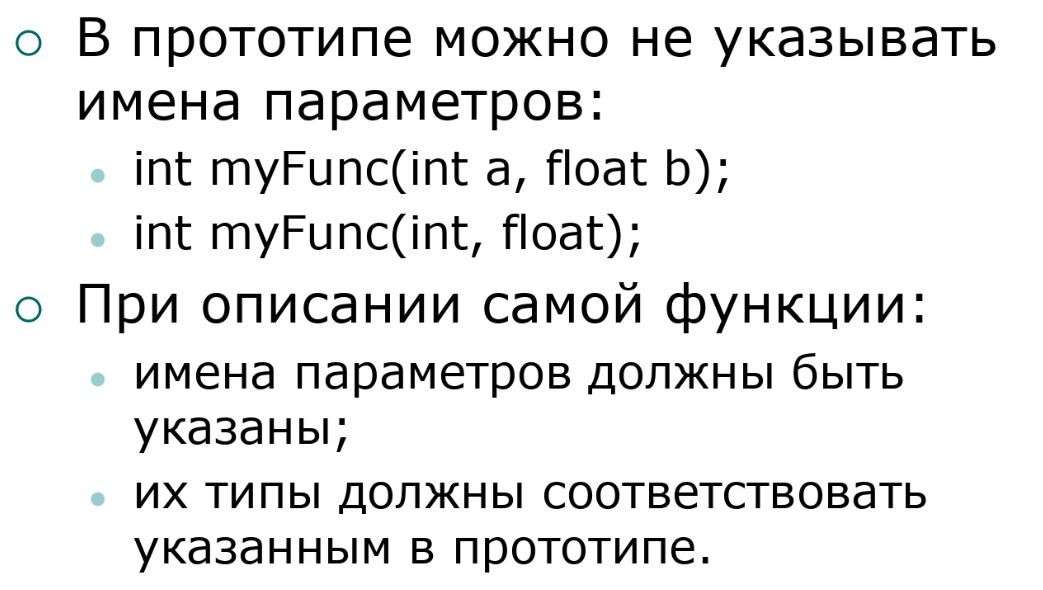 В прототипе можно не указывать
имена параметров:
int myFunc(int a, float b);
int myFunc(int, float);
При описании самой функции:
имена параметров должны быть
указаны;
их типы должны соответствовать
указанным в прототипе.